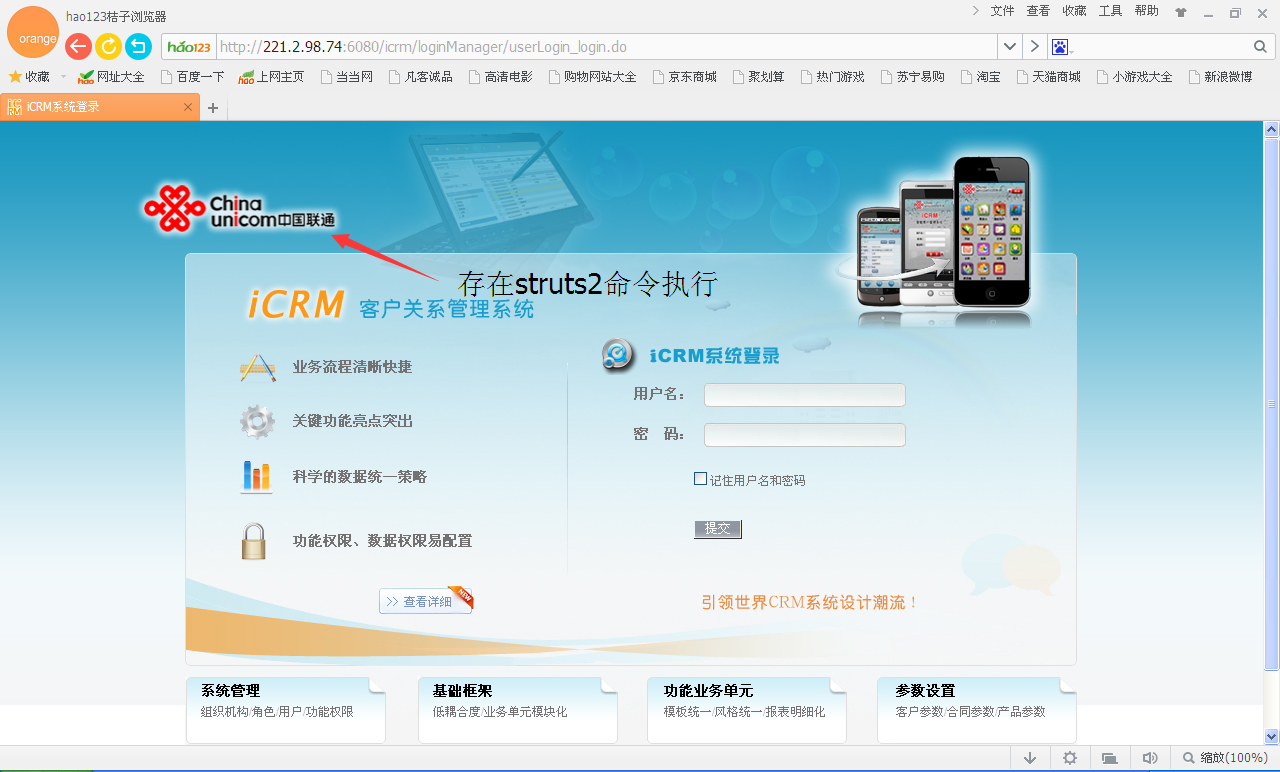 hao123桔子浏览器
文件 查看 收藏 工具 帮助
orange
hao123 http://221.2.98.74:6080/icrm/loginManager/userLogin_login.do
收藏 网址大全 百度一下 上网主页 当当网 凡客诚品 高清电影 购物网站大全 京东商城 聚划算 热门游戏 苏宁易购 淘宝 天猫商城 小游戏大全 新浪微博
iCRM系统登录
China
unicom中国联通
存在struts2命令执行
iCRM 客户关系管理系统
业务流程清晰快捷
关键功能亮点突出
科学的数据统一策略
功能权限、数据权限易配置
>> 查看详细 NEW
iCRM系统登录
用户名：
密 码：
记住用户名和密码
提交
引领世界CRM系统设计潮流！
系统管理
组织机构/角色/用户/功能权限
基础框架
低耦合度/业务单元模块化
功能业务单元
模板统一/风格统一/报表明细化
参数设置
客户参数/合同参数/产品参数
缩放(100%)